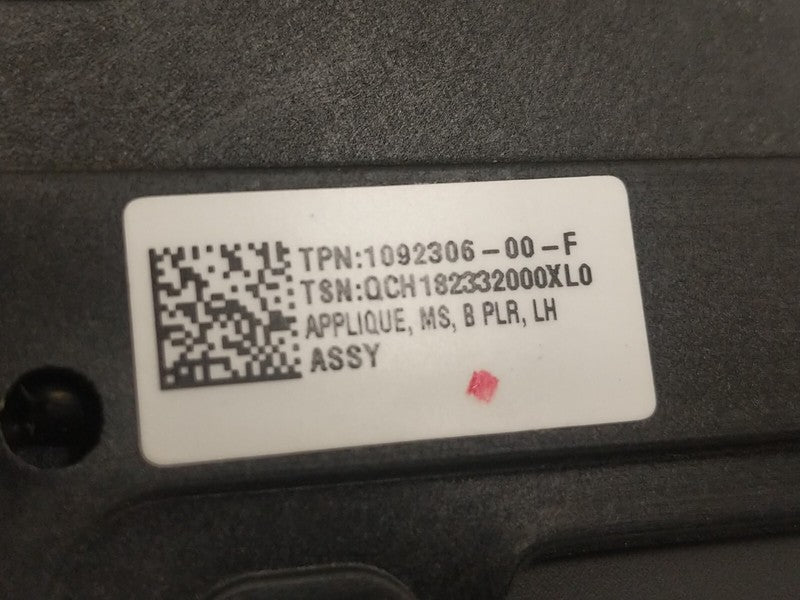 TPN:1092306-00-F
TSN:QCH182332000XL0
APPLIQUE, MS, B PLR, LH
ASSY